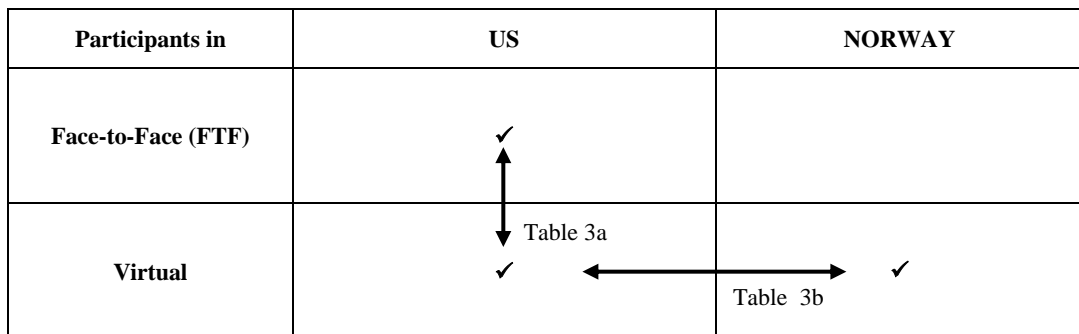 Participants in US NORWAY
Face-to-Face (FTF) ✓
Table 3a
Virtual ✓ ✓
Table 3b